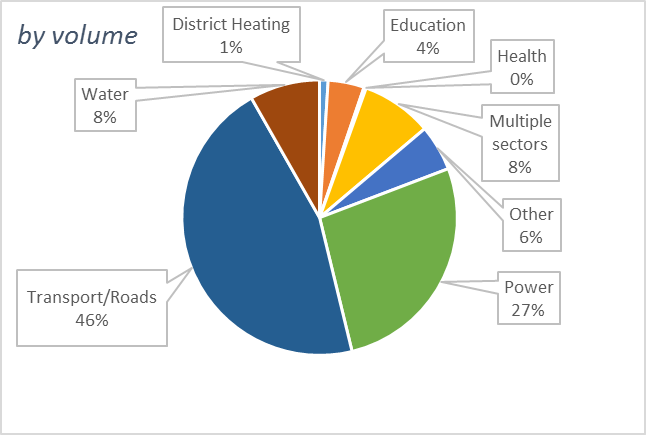 by volume
District Heating
1%
Education
4%
Health
0%
Water
8%
Multiple
sectors
8%
Other
6%
Power
27%
Transport/Roads
46%